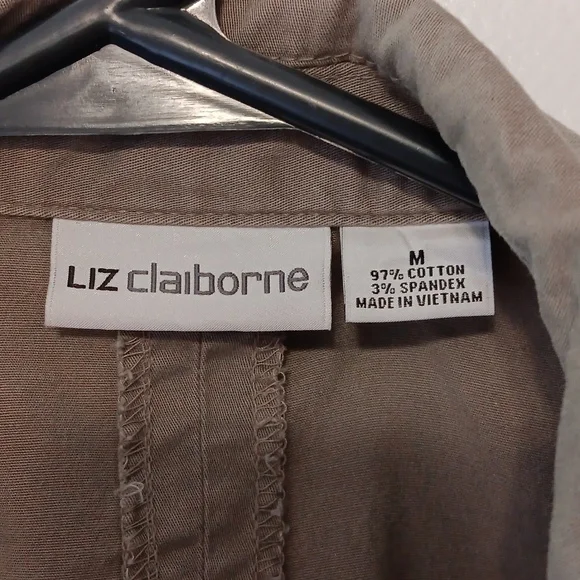 LIZ claiborne
M
97% COTTON
3% SPANDEX
MADE IN VIETNAM